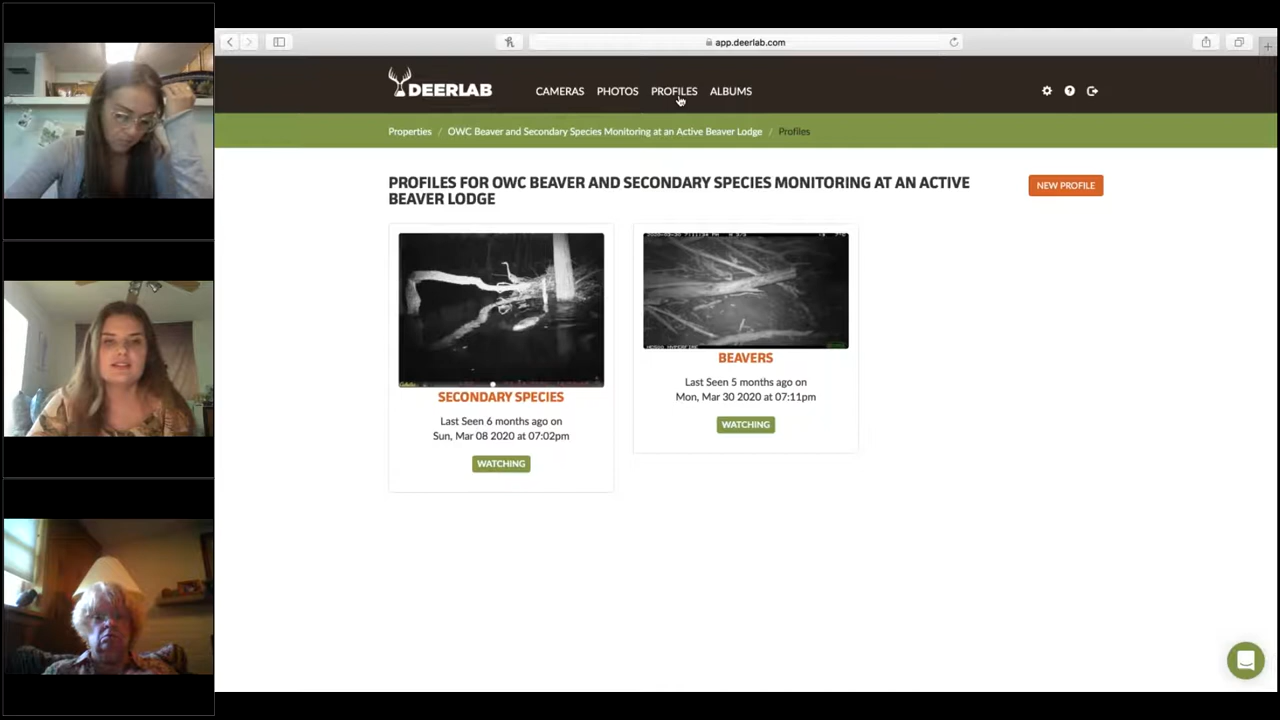 app.deerlab.com
DEERLAB
CAMERAS PHOTOS PROFILES ALBUMS
Properties / OWC Beaver and Secondary Species Monitoring at an Active Beaver Lodge / Profiles
PROFILES FOR OWC BEAVER AND SECONDARY SPECIES MONITORING AT AN ACTIVE
BEAVER LODGE
NEW PROFILE
SECONDARY SPECIES
Last Seen 6 months ago on
Sun, Mar 08 2020 at 07:02pm
WATCHING
BEAVERS
Last Seen 5 months ago on
Mon, Mar 30 2020 at 07:11pm
WATCHING